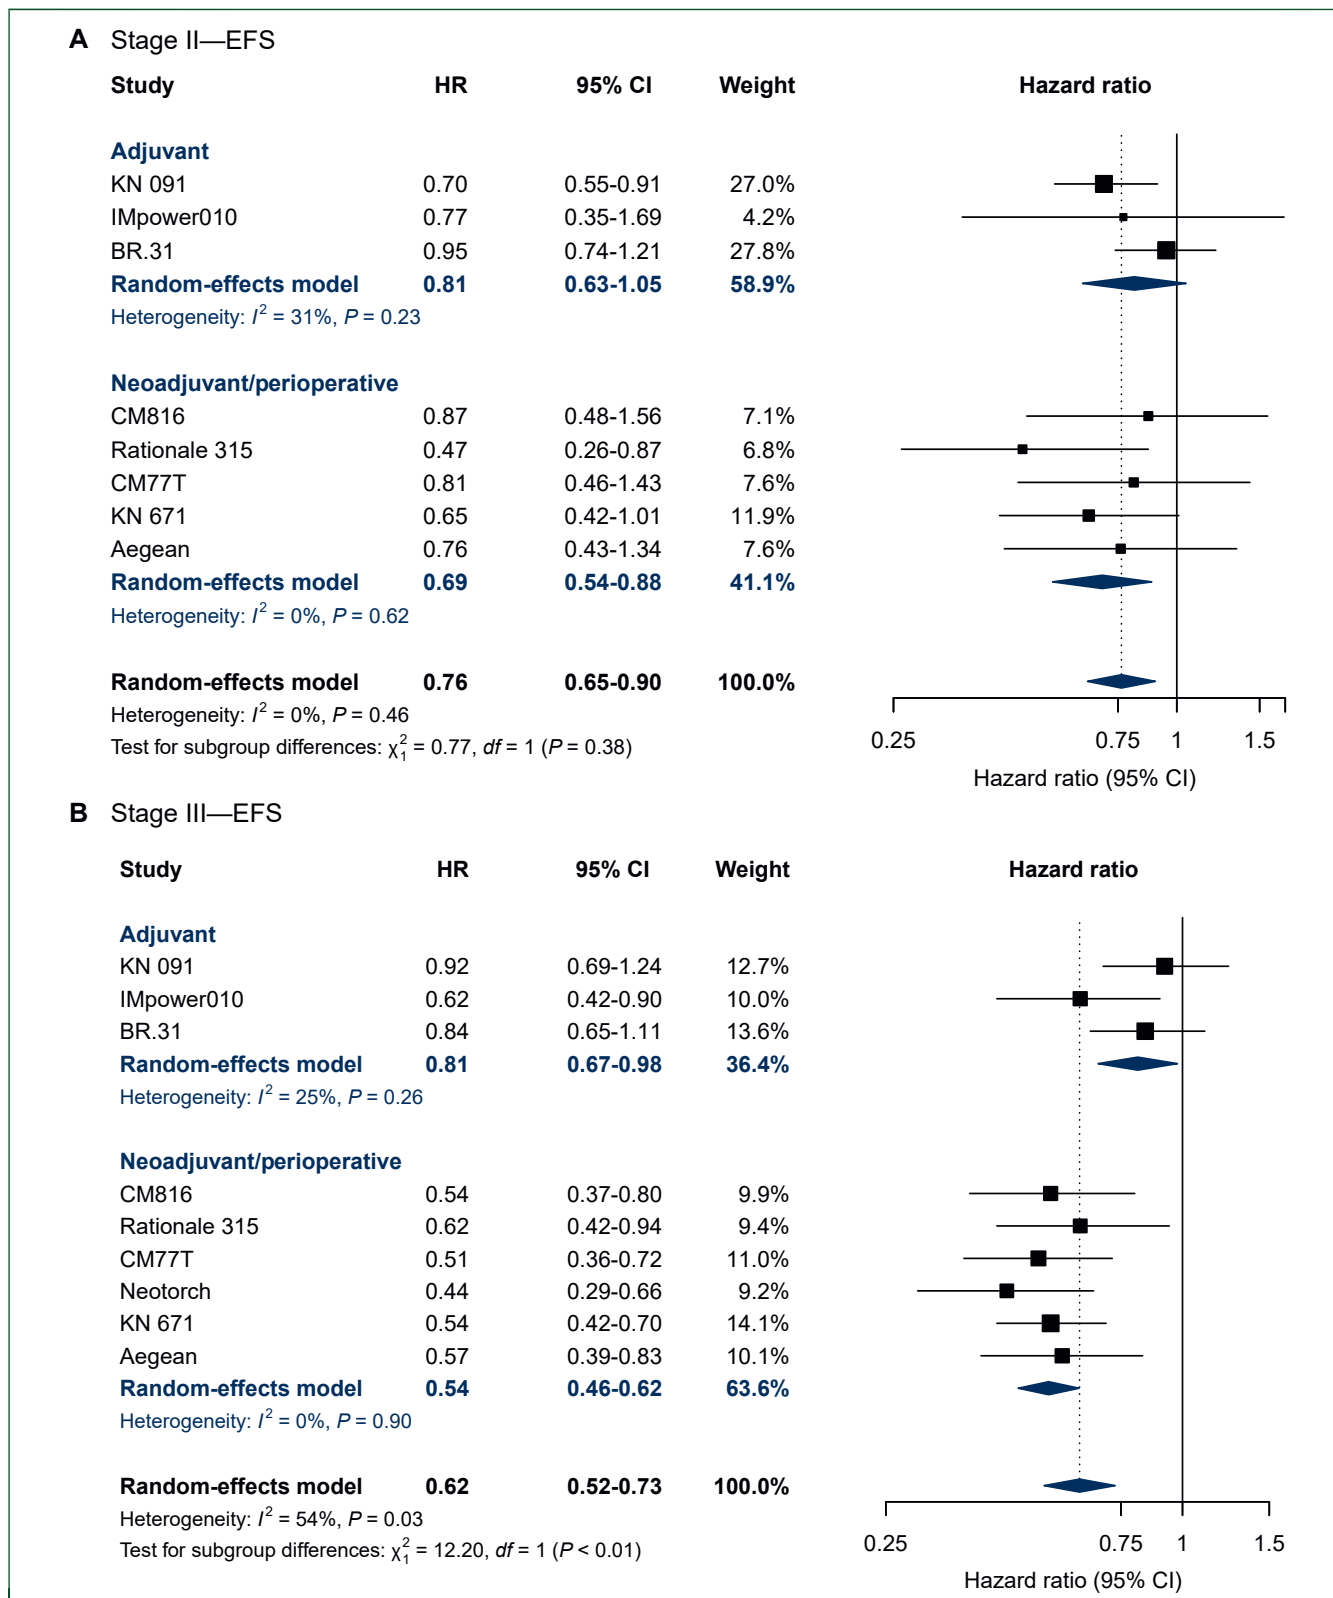 A Stage II—EFS
Study HR 95% CI Weight Hazard ratio
Adjuvant
KN 091 0.70 0.55-0.91 27.0%
IMpower010 0.77 0.35-1.69 4.2%
BR.31 0.95 0.74-1.21 27.8%
Random-effects model 0.81 0.63-1.05 58.9%
Heterogeneity: I² = 31%, P = 0.23
Neoadjuvant/perioperative
CM816 0.87 0.48-1.56 7.1%
Rationale 315 0.47 0.26-0.87 6.8%
CM77T 0.81 0.46-1.43 7.6%
KN 671 0.65 0.42-1.01 11.9%
Aegean 0.76 0.43-1.34 7.6%
Random-effects model 0.69 0.54-0.88 41.1%
Heterogeneity: I² = 0%, P = 0.62
Random-effects model 0.76 0.65-0.90 100.0%
Heterogeneity: I² = 0%, P = 0.46
Test for subgroup differences: χ²₁ = 0.77, df = 1 (P = 0.38)
0.25 0.75 1 1.5
Hazard ratio (95% CI)
B Stage III—EFS
Study HR 95% CI Weight Hazard ratio
Adjuvant
KN 091 0.92 0.69-1.24 12.7%
IMpower010 0.62 0.42-0.90 10.0%
BR.31 0.84 0.65-1.11 13.6%
Random-effects model 0.81 0.67-0.98 36.4%
Heterogeneity: I² = 25%, P = 0.26
Neoadjuvant/perioperative
CM816 0.54 0.37-0.80 9.9%
Rationale 315 0.62 0.42-0.94 9.4%
CM77T 0.51 0.36-0.72 11.0%
Neotorch 0.44 0.29-0.66 9.2%
KN 671 0.54 0.42-0.70 14.1%
Aegean 0.57 0.39-0.83 10.1%
Random-effects model 0.54 0.46-0.62 63.6%
Heterogeneity: I² = 0%, P = 0.90
Random-effects model 0.62 0.52-0.73 100.0%
Heterogeneity: I² = 54%, P = 0.03
Test for subgroup differences: χ²₁ = 12.20, df = 1 (P < 0.01)
0.25 0.75 1 1.5
Hazard ratio (95% CI)